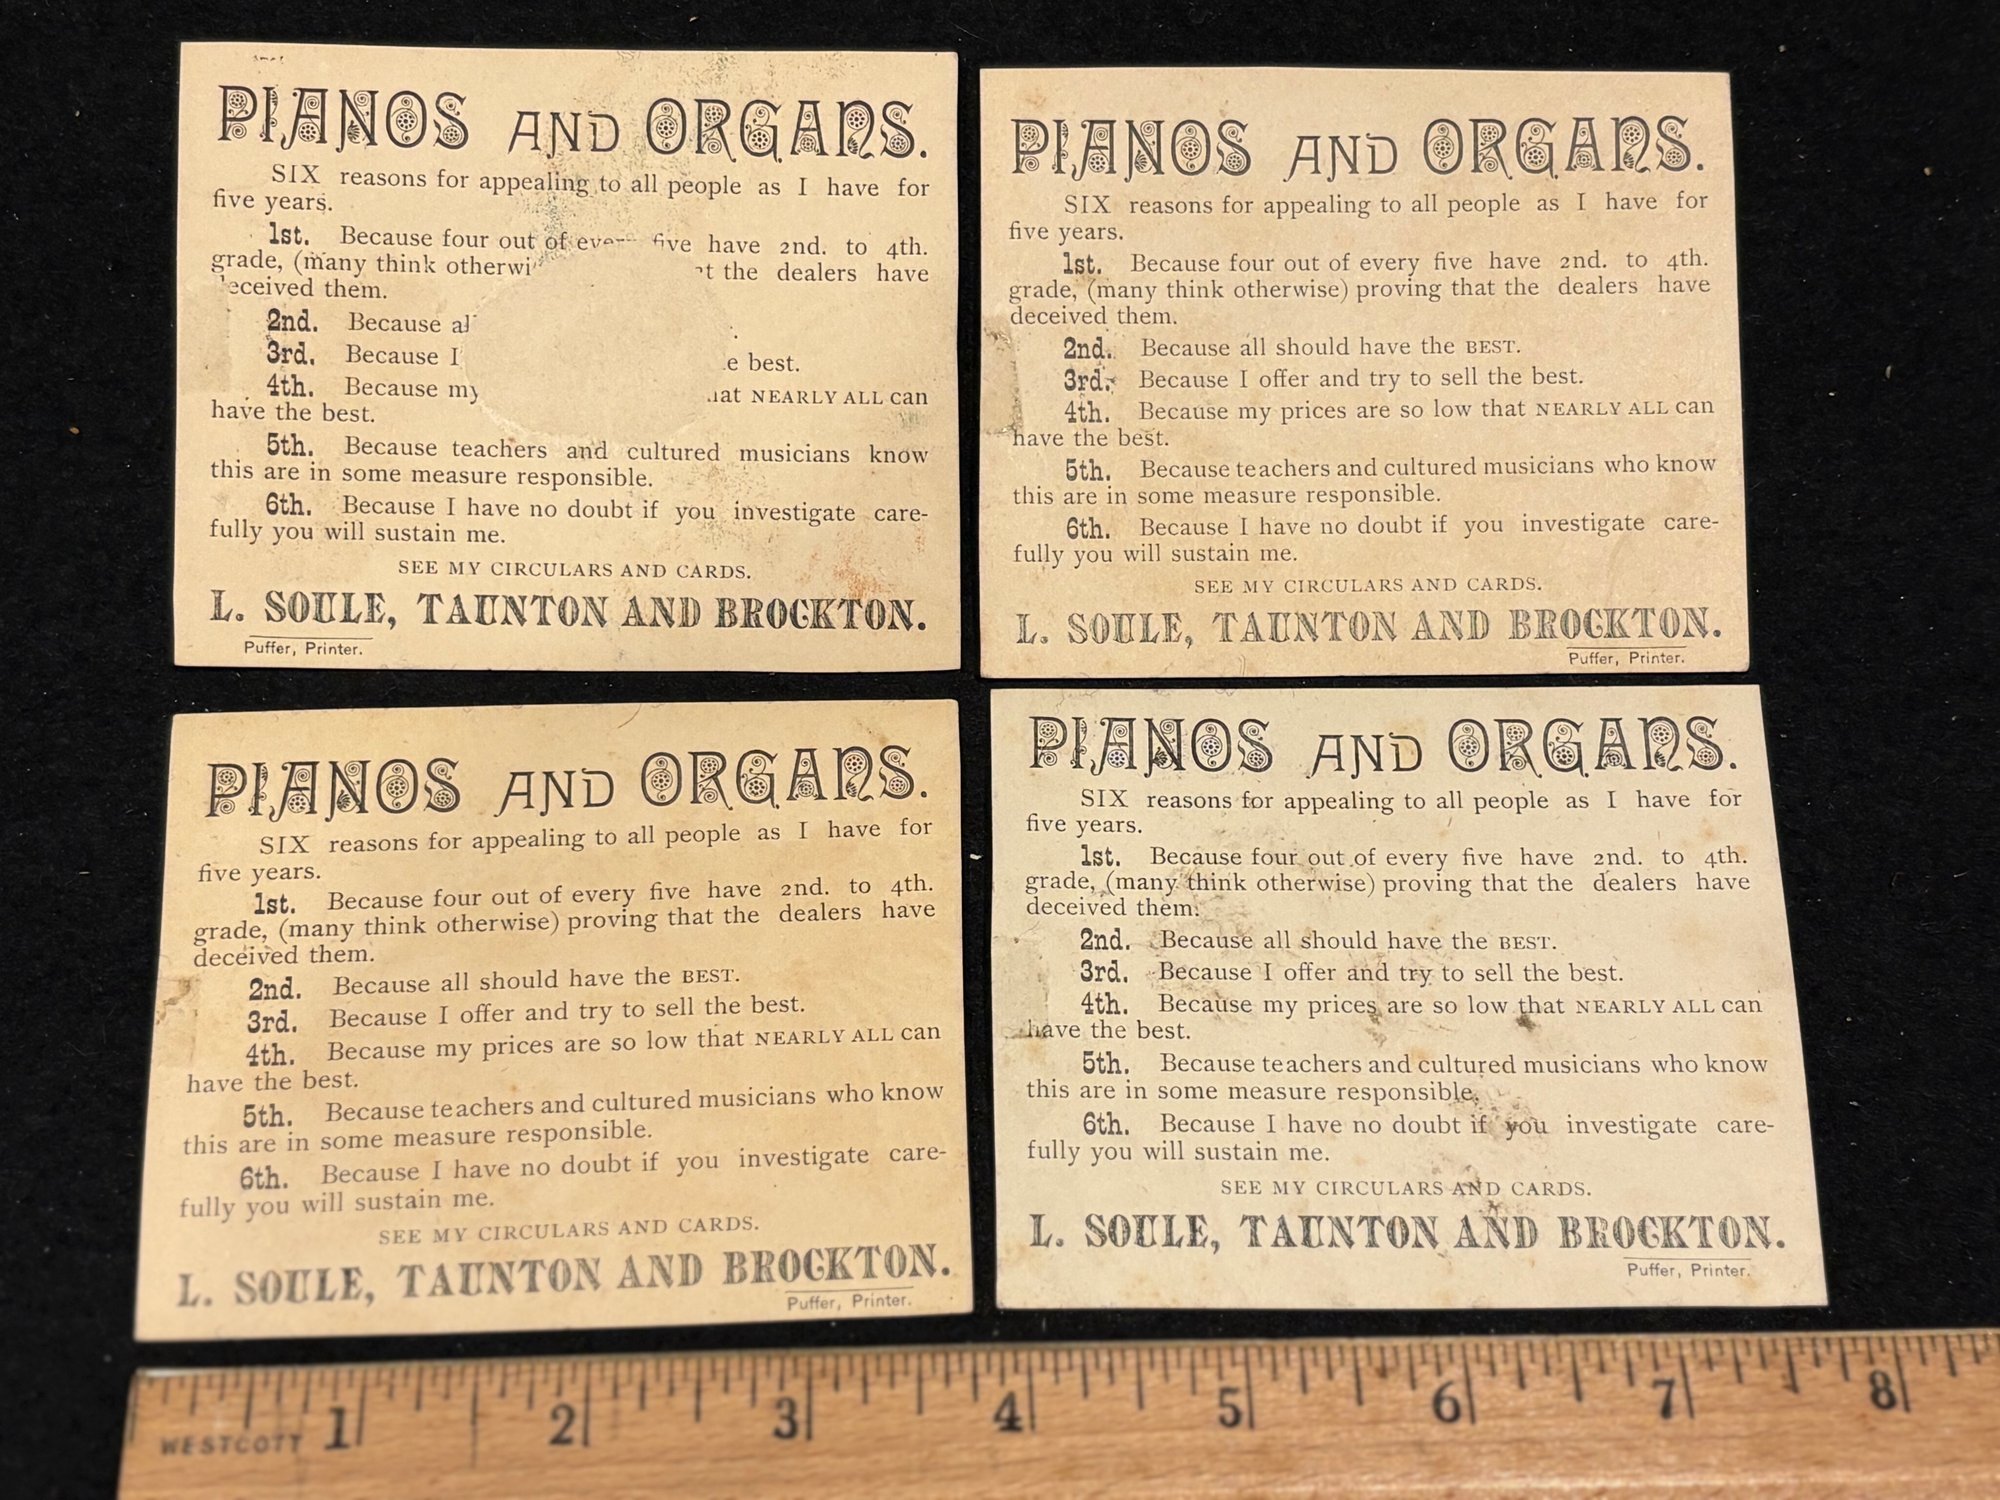 PIANOS AND ORGANS.
SIX reasons for appealing to all people as I have for
five years.
1st. Because four out of every five have 2nd. to 4th.
grade, (many think the dealers have
deceived them.
2nd. Because
3rd. Because I best.
4th. Because my NEARLY ALL can
have the best.
5th. Because teachers and cultured musicians know
this are in some measure responsible.
6th. Because I have no doubt if you investigate care-
fully you will sustain me.
SEE MY CIRCULARS AND CARDS.
L. SOULE, TAUNTON AND BROCKTON.
Puffer, Printer.
PIANOS AND ORGANS.
SIX reasons for appealing to all people as I have for
five years.
1st. Because four out of every five have 2nd. to 4th.
grade, (many think otherwise) proving that the dealers have
deceived them.
2nd. Because all should have the BEST.
3rd. Because I offer and try to sell the best.
4th. Because my prices are so low that NEARLY ALL can
have the best.
5th. Because teachers and cultured musicians who know
this are in some measure responsible.
6th. Because I have no doubt if you investigate care-
fully you will sustain me.
SEE MY CIRCULARS AND CARDS.
L. SOULE, TAUNTON AND BROCKTON.
Puffer, Printer.
PIANOS AND ORGANS.
SIX reasons for appealing to all people as I have for
five years.
1st. Because four out of every five have 2nd. to 4th.
grade, (many think otherwise) proving that the dealers have
deceived them.
2nd. Because all should have the BEST.
3rd. Because I offer and try to sell the best.
4th. Because my prices are so low that NEARLY ALL can
have the best.
5th. Because teachers and cultured musicians who know
this are in some measure responsible.
6th. Because I have no doubt if you investigate care-
fully you will sustain me.
SEE MY CIRCULARS AND CARDS.
L. SOULE, TAUNTON AND BROCKTON.
Puffer, Printer.
PIANOS AND ORGANS.
SIX reasons for appealing to all people as I have for
five years.
1st. Because four out of every five have 2nd. to 4th.
grade, (many think otherwise) proving that the dealers have
deceived them.
2nd. Because all should have the BEST.
3rd. Because I offer and try to sell the best.
4th. Because my prices are so low that NEARLY ALL can
have the best.
5th. Because teachers and cultured musicians who know
this are in some measure responsible.
6th. Because I have no doubt if you investigate care-
fully you will sustain me.
SEE MY CIRCULARS AND CARDS.
L. SOULE, TAUNTON AND BROCKTON.
Puffer, Printer.
1 2 3 4 5 6 7 8
WESTCOTT